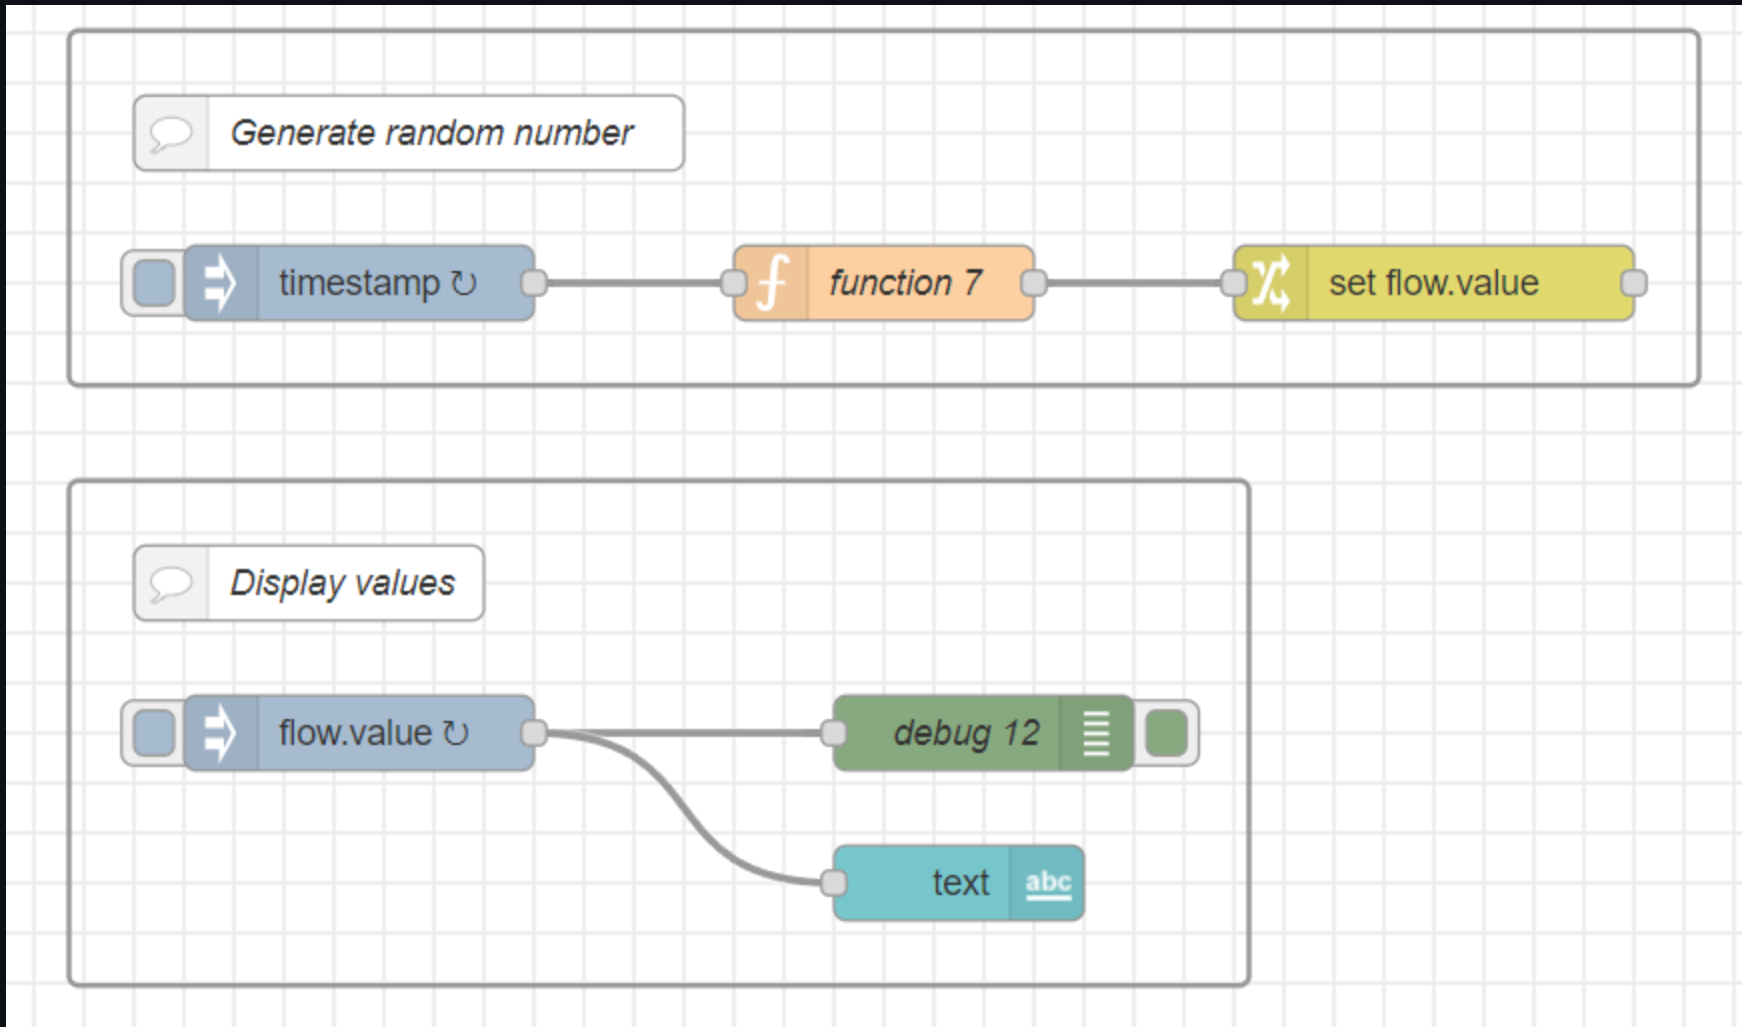 Generate random number
timestamp ↻
function 7
set flow.value
Display values
flow.value ↻
debug 12
text
abc